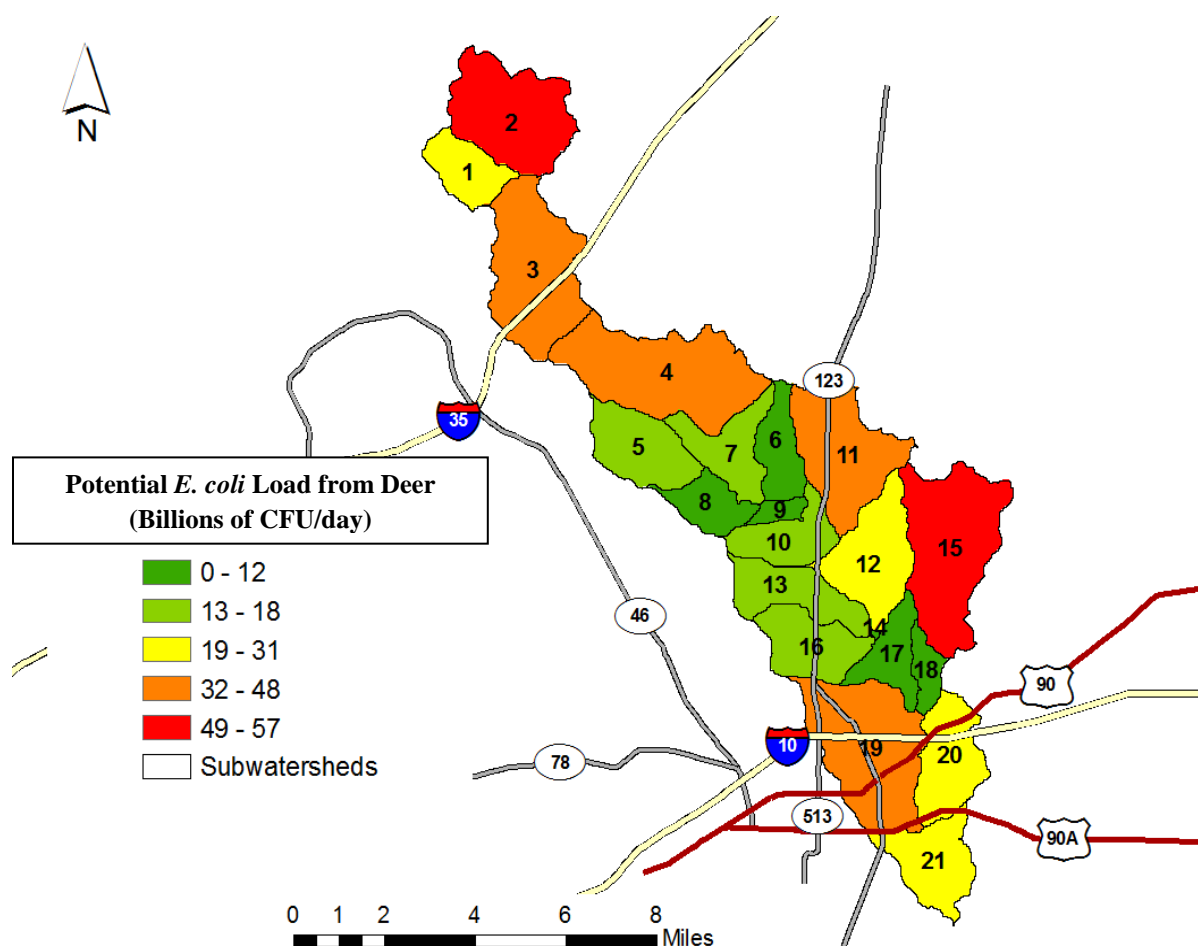 N
2
1
3
4
123
35
5
7
6
11
8
9
10
12
15
13
14
16
17
18
46
90
10
19
20
78
513
90A
21
Potential E. coli Load from Deer
(Billions of CFU/day)
0 - 12
13 - 18
19 - 31
32 - 48
49 - 57
Subwatersheds
0 1 2 4 6 8
Miles